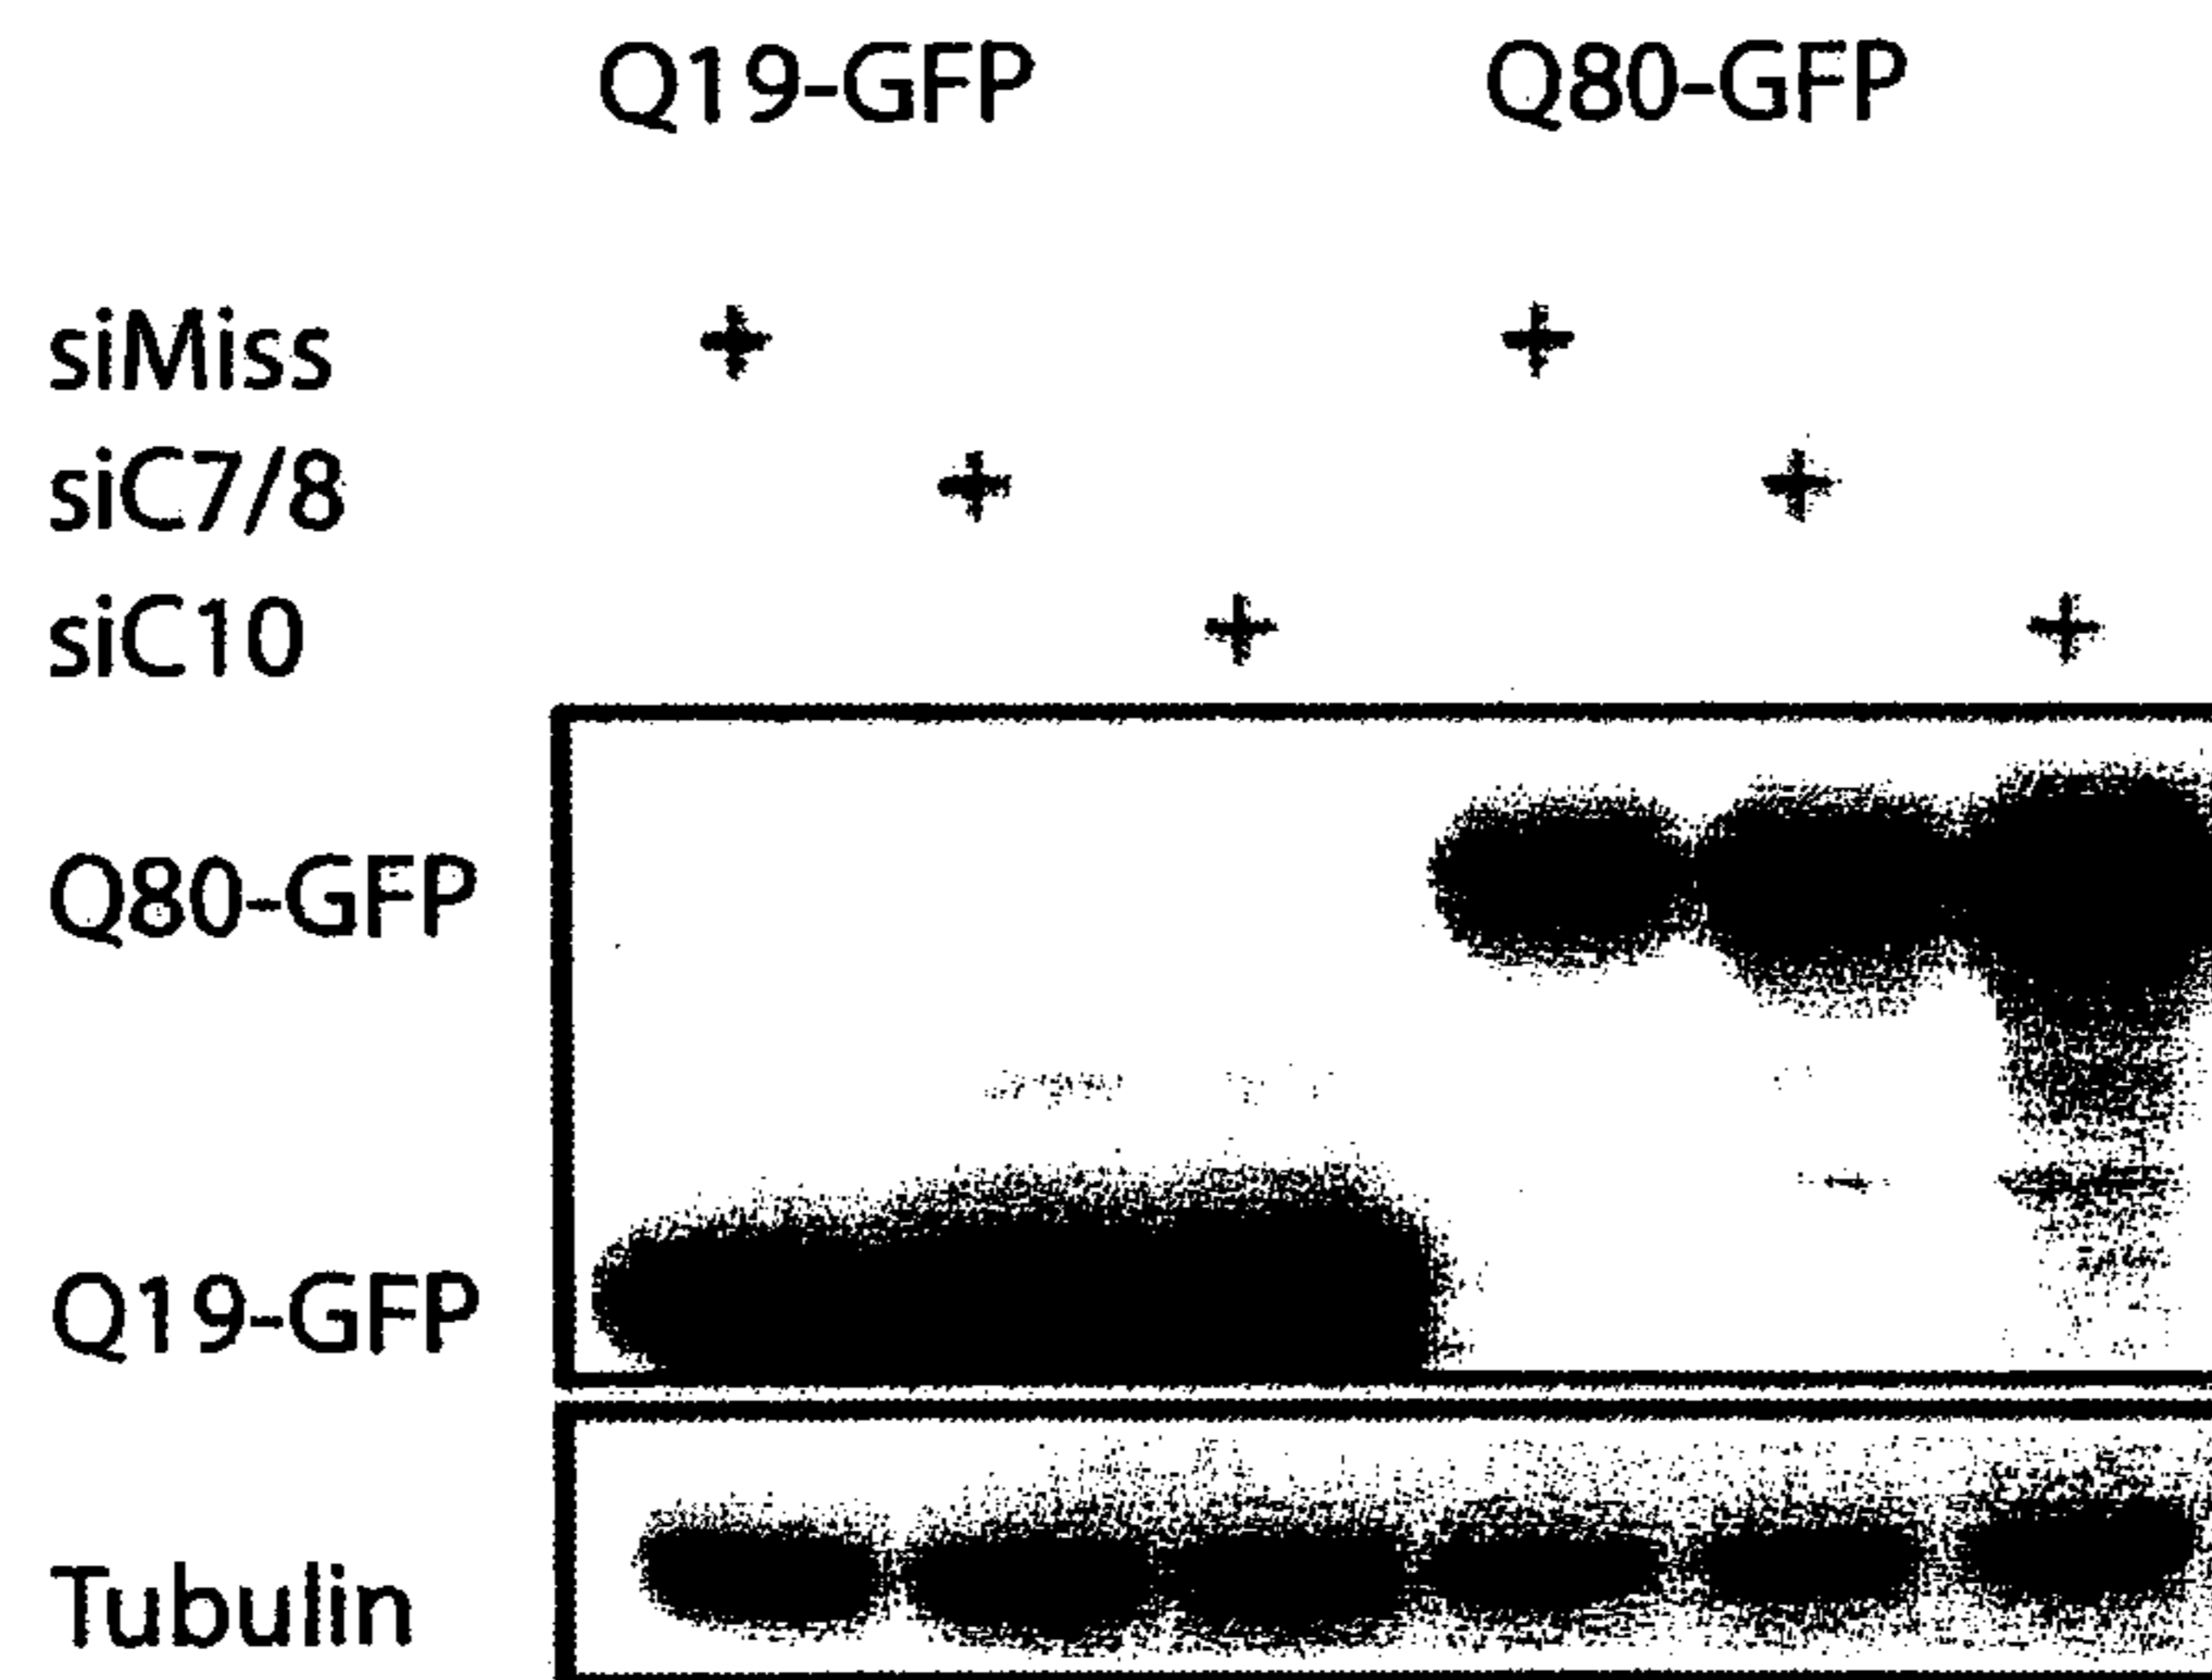 Q19-GFP Q80-GFP
siMiss + +
siC7/8 + +
siC10 + +
Q80-GFP
Q19-GFP
Tubulin